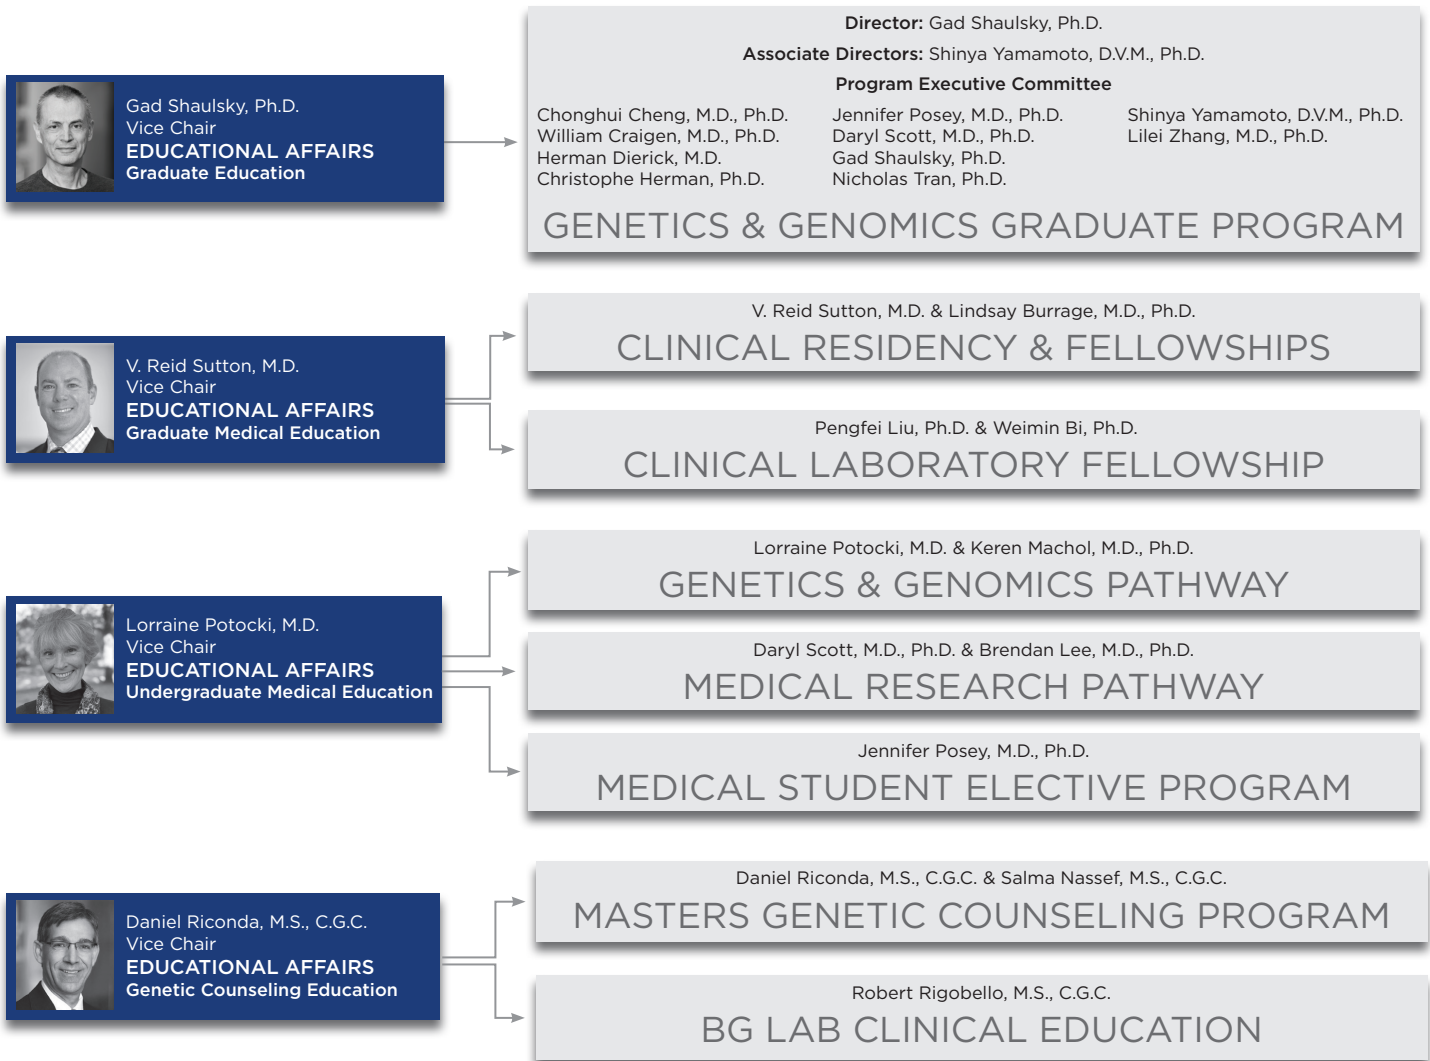 Gad Shaulsky, Ph.D.
Vice Chair
EDUCATIONAL AFFAIRS
Graduate Education
Director: Gad Shaulsky, Ph.D.
Associate Directors: Shinya Yamamoto, D.V.M., Ph.D.
Program Executive Committee
Chonghui Cheng, M.D., Ph.D.
William Craigen, M.D., Ph.D.
Herman Dierick, M.D.
Christophe Herman, Ph.D.
Jennifer Posey, M.D., Ph.D.
Daryl Scott, M.D., Ph.D.
Gad Shaulsky, Ph.D.
Nicholas Tran, Ph.D.
Shinya Yamamoto, D.V.M., Ph.D.
Lilei Zhang, M.D., Ph.D.
GENETICS & GENOMICS GRADUATE PROGRAM
V. Reid Sutton, M.D.
Vice Chair
EDUCATIONAL AFFAIRS
Graduate Medical Education
V. Reid Sutton, M.D. & Lindsay Burrage, M.D., Ph.D.
CLINICAL RESIDENCY & FELLOWSHIPS
Pengfei Liu, Ph.D. & Weimin Bi, Ph.D.
CLINICAL LABORATORY FELLOWSHIP
Lorraine Potocki, M.D.
Vice Chair
EDUCATIONAL AFFAIRS
Undergraduate Medical Education
Lorraine Potocki, M.D. & Keren Machol, M.D., Ph.D.
GENETICS & GENOMICS PATHWAY
Daryl Scott, M.D., Ph.D. & Brendan Lee, M.D., Ph.D.
MEDICAL RESEARCH PATHWAY
Jennifer Posey, M.D., Ph.D.
MEDICAL STUDENT ELECTIVE PROGRAM
Daniel Riconda, M.S., C.G.C.
Vice Chair
EDUCATIONAL AFFAIRS
Genetic Counseling Education
Daniel Riconda, M.S., C.G.C. & Salma Nassef, M.S., C.G.C.
MASTERS GENETIC COUNSELING PROGRAM
Robert Rigobello, M.S., C.G.C.
BG LAB CLINICAL EDUCATION